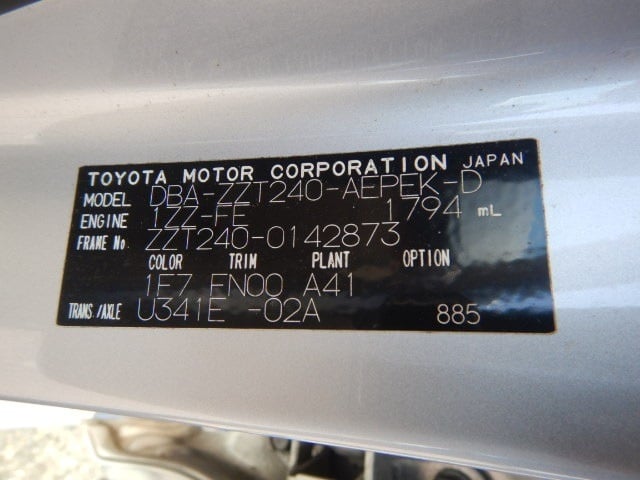 TOYOTA MOTOR CORPORATION JAPAN
MODEL DBA-ZZT240-AEPEK-D
ENGINE 1ZZ-FE 1794 mL
FRAME No. ZZT240-0142873
COLOR TRIM PLANT OPTION
1F7 FN00 A41
TRANS./AXLE U341E -02A 885